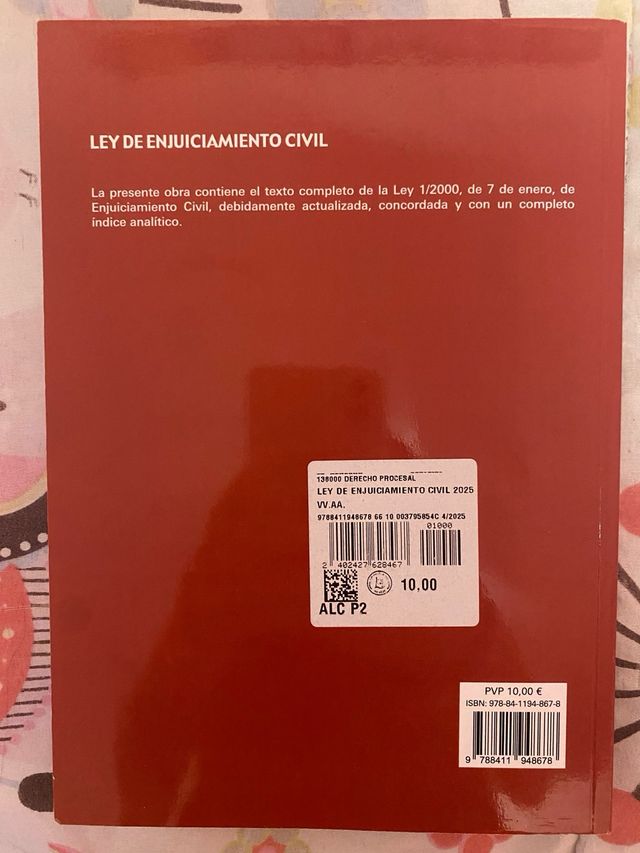 LEY DE ENJUICIAMIENTO CIVIL
La presente obra contiene el texto completo de la Ley 1/2000, de 7 de enero, de
Enjuiciamiento Civil, debidamente actualizada, concordada y con un completo
índice analítico.
138000 DERECHO PROCESAL
LEY DE ENJUICIAMIENTO CIVIL 2025
VV.AA.
9788411948678 66 10 003795854C 4/2025
01000
2 402427 628467
10,00
ALC P2
PVP 10,00 €
ISBN: 978-84-1194-867-8
9 788411 948678